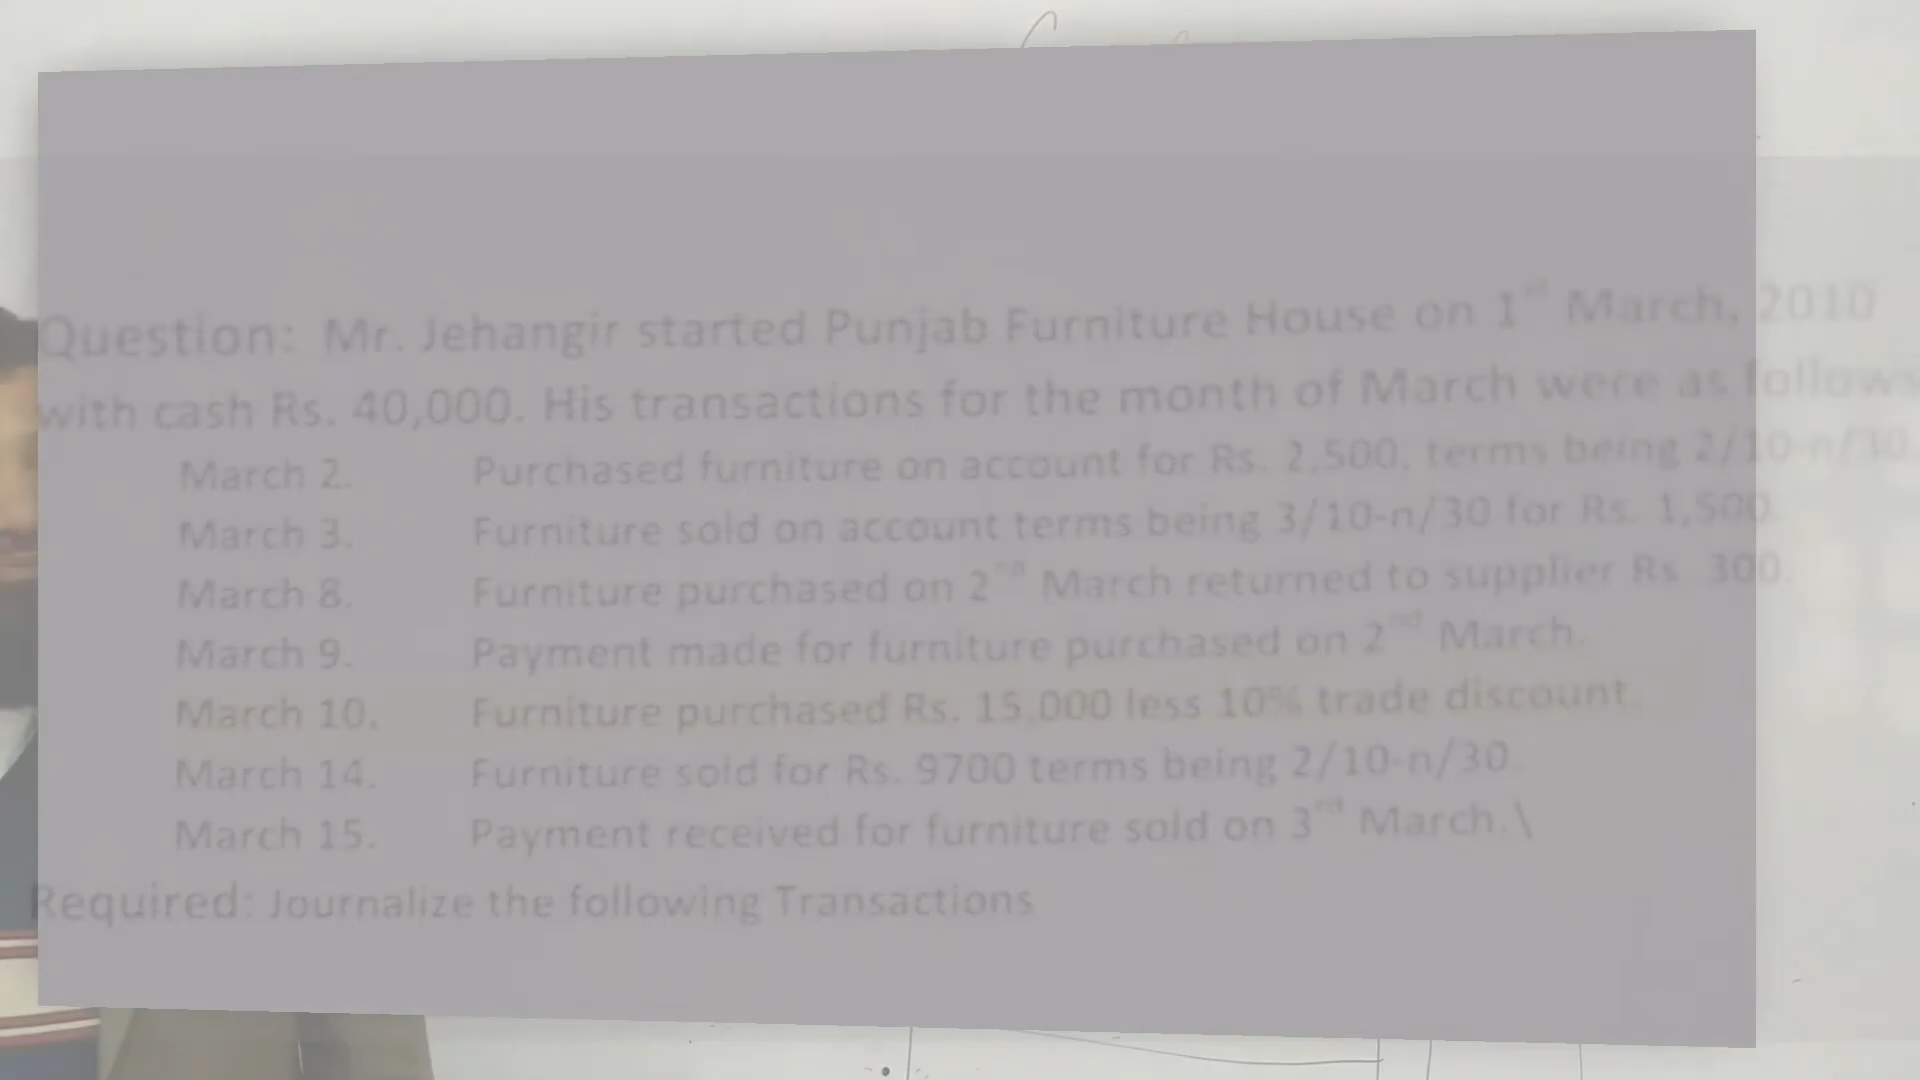 Question: Mr. Jehangir started Punjab Furniture House on 1st March, 2010
with cash Rs. 40,000. His transactions for the month of March were as follows
March 2. Purchased furniture on account for Rs. 2,500, terms being 2/10-n/30.
March 3. Furniture sold on account terms being 3/10-n/30 for Rs. 1,500.
March 8. Furniture purchased on 2nd March returned to supplier Rs. 300.
March 9. Payment made for furniture purchased on 2nd March.
March 10. Furniture purchased Rs. 15,000 less 10% trade discount.
March 14. Furniture sold for Rs. 9700 terms being 2/10-n/30.
March 15. Payment received for furniture sold on 3rd March.\
Required: Journalize the following Transactions